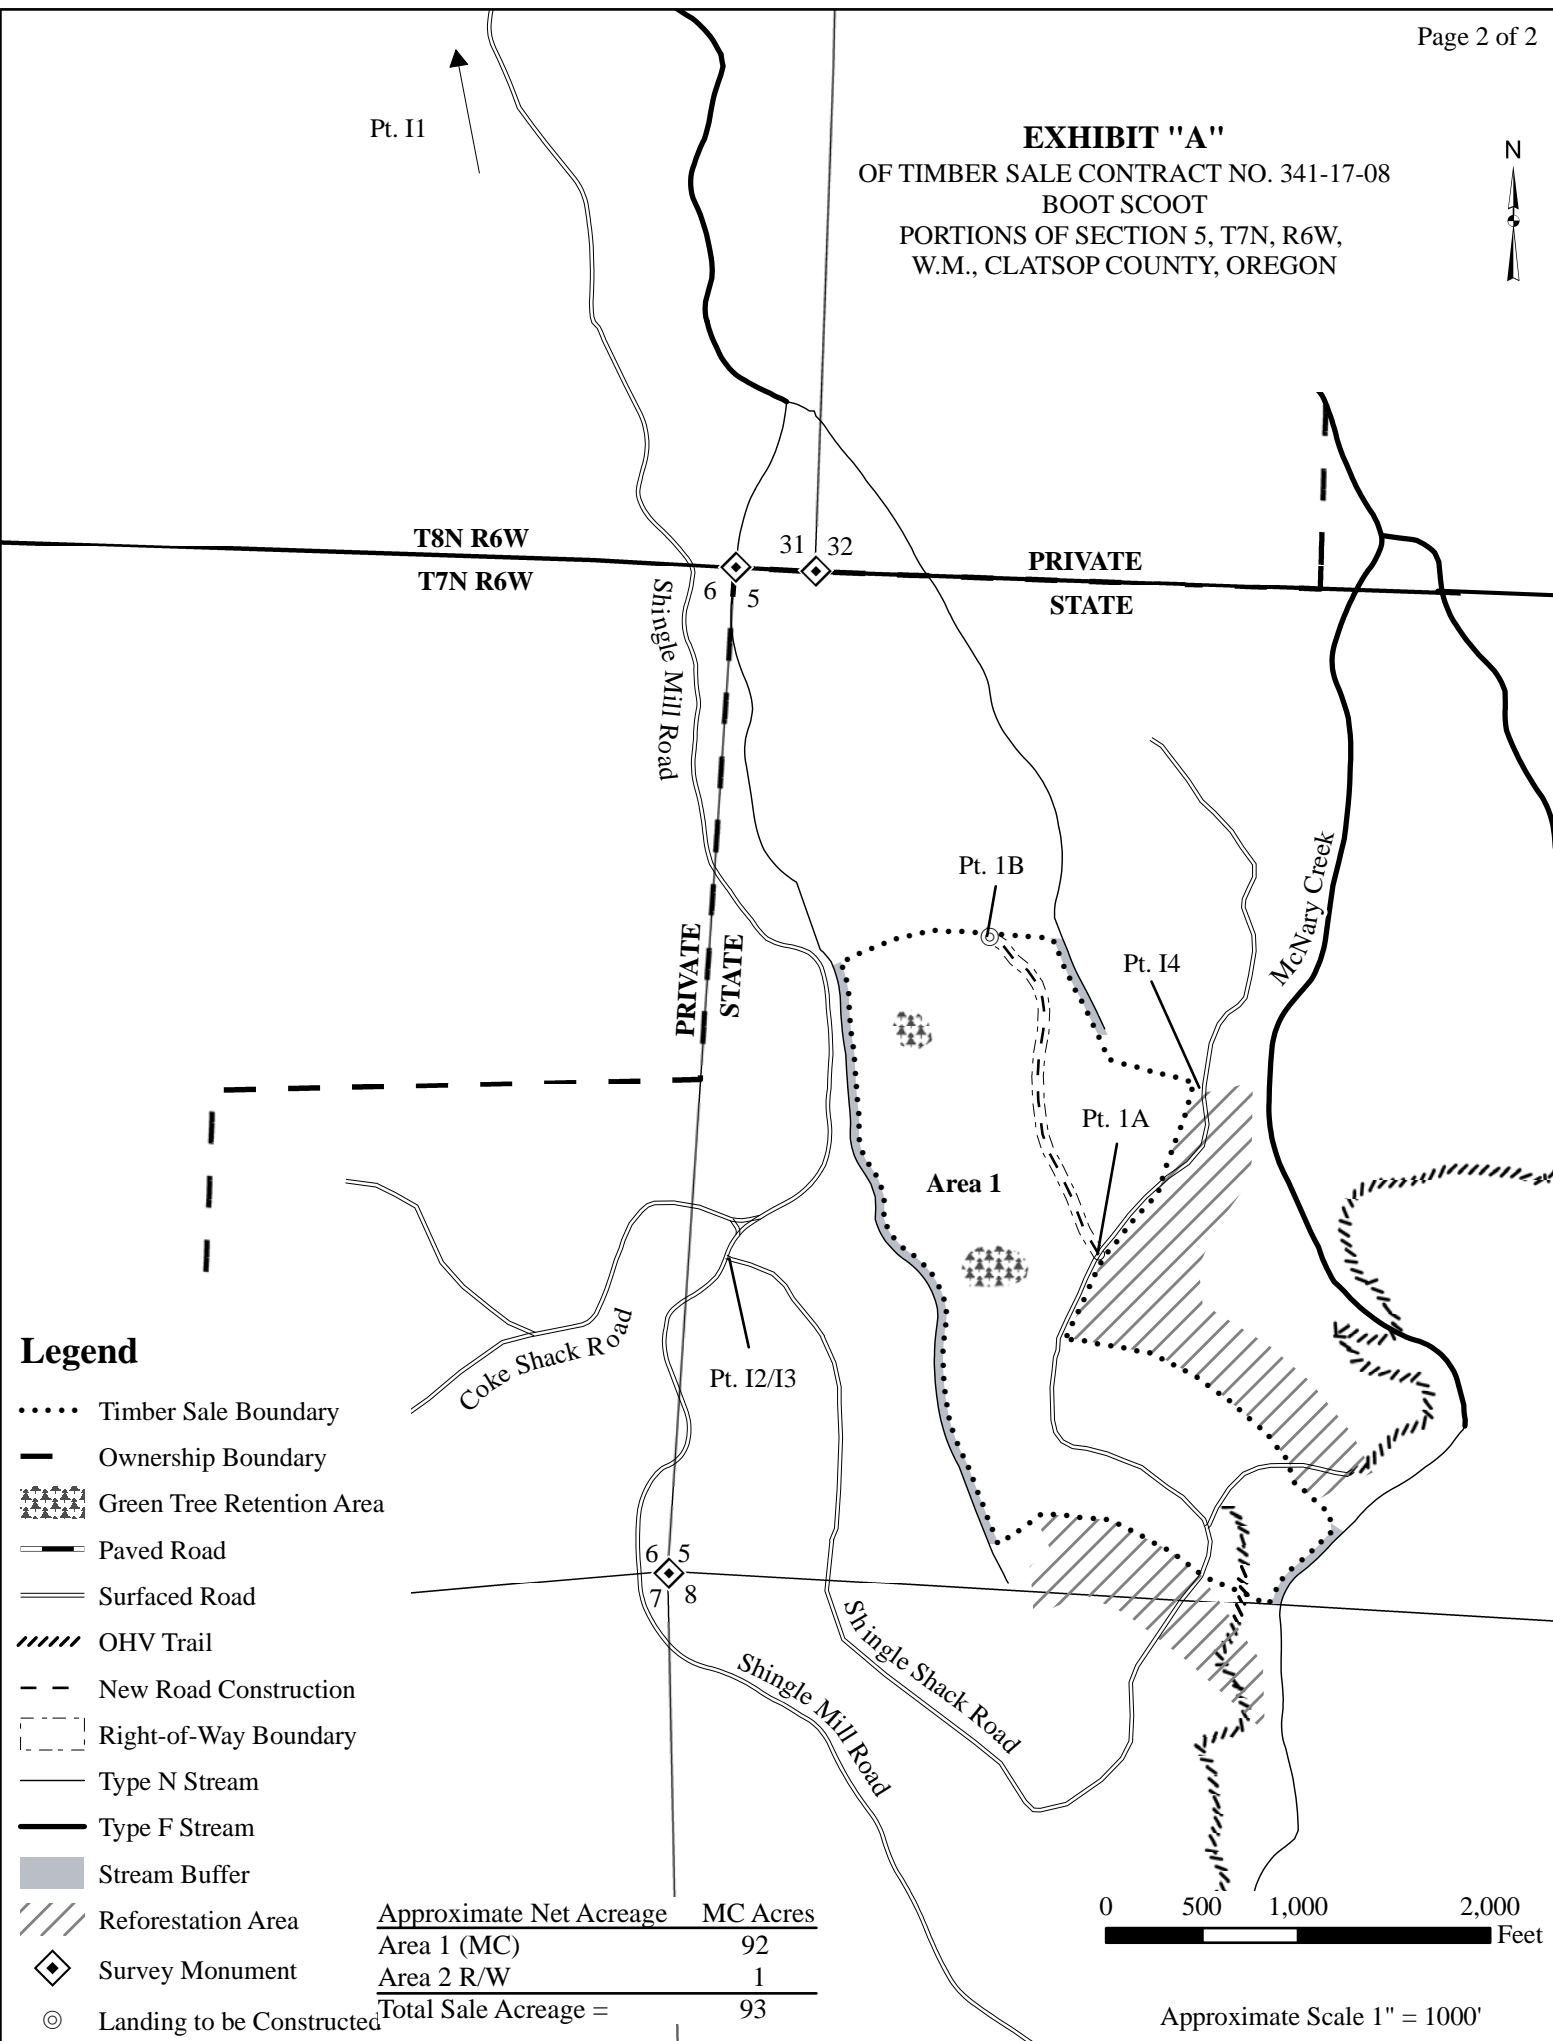 Page 2 of 2
Pt. I1
EXHIBIT "A"
OF TIMBER SALE CONTRACT NO. 341-17-08
BOOT SCOOT
PORTIONS OF SECTION 5, T7N, R6W,
W.M., CLATSOP COUNTY, OREGON
N
T8N R6W
T7N R6W
31 32
6 5
PRIVATE
STATE
Shingle Mill Road
McNary Creek
Pt. 1B
PRIVATE
STATE
Pt. I4
Pt. 1A
Area 1
Coke Shack Road
Pt. I2/I3
6 5
7 8
Shingle Shack Road
Shingle Mill Road
Legend
Timber Sale Boundary
Ownership Boundary
Green Tree Retention Area
Paved Road
Surfaced Road
OHV Trail
New Road Construction
Right-of-Way Boundary
Type N Stream
Type F Stream
Stream Buffer
Reforestation Area
Survey Monument
Landing to be Constructed
Approximate Net Acreage MC Acres
Area 1 (MC) 92
Area 2 R/W 1
Total Sale Acreage = 93
0 500 1,000 2,000
Feet
Approximate Scale 1" = 1000'